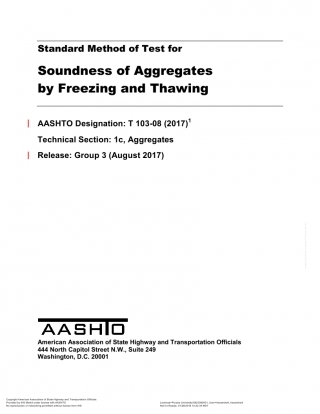 Standard Method of Test for
Soundness of Aggregates
by Freezing and Thawing
AASHTO Designation: T 103-08 (2017)¹
Technical Section: 1c, Aggregates
Release: Group 3 (August 2017)
AASHTO
American Association of State Highway and Transportation Officials
444 North Capitol Street N.W., Suite 249
Washington, D.C. 20001